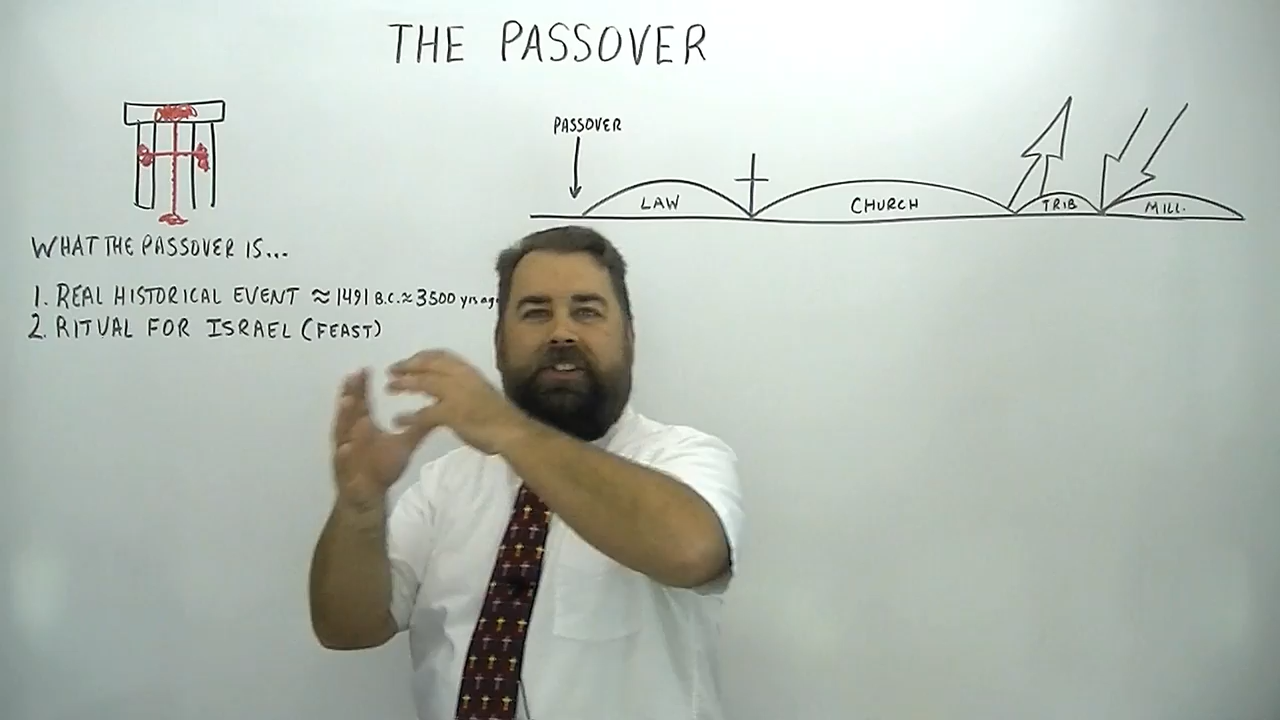 THE PASSOVER
PASSOVER
LAW
CHURCH
TRIB
MILL.
WHAT THE PASSOVER IS...
1. REAL HISTORICAL EVENT ≈ 1491 B.C. ≈ 3500 yrs
2. RITUAL FOR ISRAEL (FEAST)